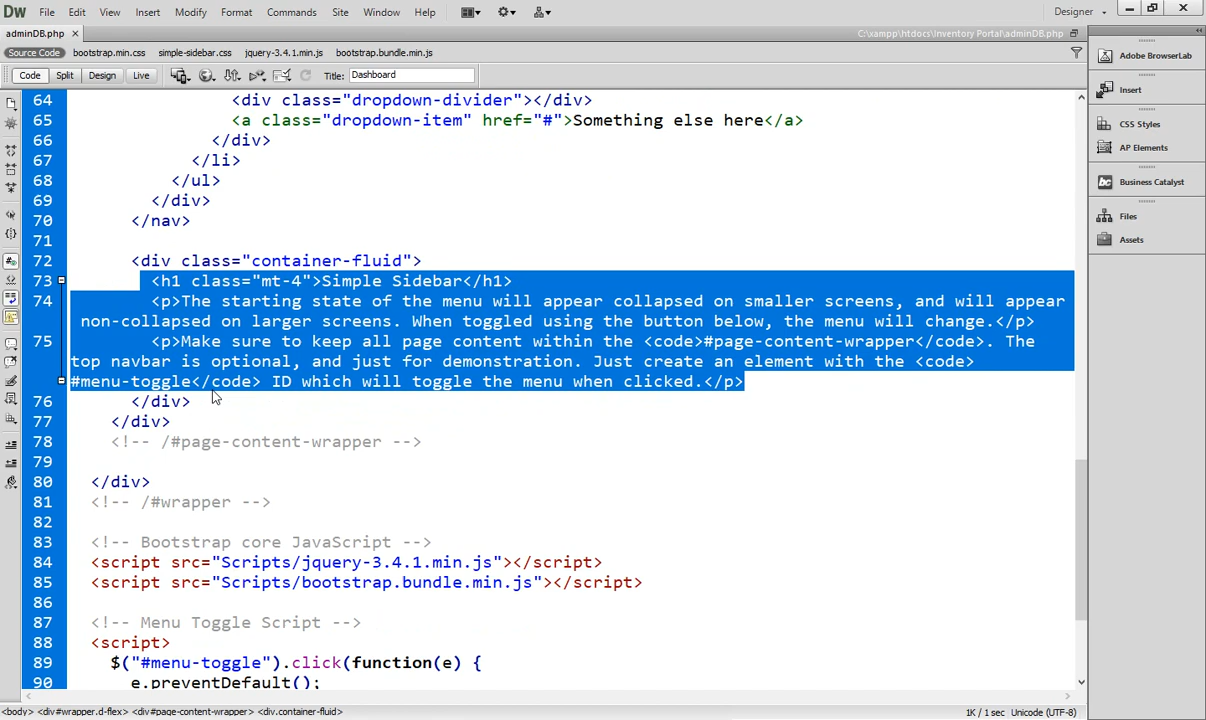 DW File Edit View Insert Modify Format Commands Site Window Help Designer
adminDB.php × C:\xampp\htdocs\Inventory Portal\adminDB.php
Source Code bootstrap.min.css simple-sidebar.css jquery-3.4.1.min.js bootstrap.bundle.min.js
Code Split Design Live Title: Dashboard
64 <div class="dropdown-divider"></div>
65 <a class="dropdown-item" href="#">Something else here</a>
66 </div>
67 </li>
68 </ul>
69 </div>
70 </nav>
71
72 <div class="container-fluid">
73 <h1 class="mt-4">Simple Sidebar</h1>
74 <p>The starting state of the menu will appear collapsed on smaller screens, and will appear
non-collapsed on larger screens. When toggled using the button below, the menu will change.</p>
75 <p>Make sure to keep all page content within the <code>#page-content-wrapper</code>. The
top navbar is optional, and just for demonstration. Just create an element with the <code>
#menu-toggle</code> ID which will toggle the menu when clicked.</p>
76 </div>
77 </div>
78 <!-- /#page-content-wrapper -->
79
80 </div>
81 <!-- /#wrapper -->
82
83 <!-- Bootstrap core JavaScript -->
84 <script src="Scripts/jquery-3.4.1.min.js"></script>
85 <script src="Scripts/bootstrap.bundle.min.js"></script>
86
87 <!-- Menu Toggle Script -->
88 <script>
89 $("#menu-toggle").click(function(e) {
90 e.preventDefault();
<body> <div#wrapper.d-flex> <div#page-content-wrapper> <div.container-fluid> 1K / 1 sec Unicode (UTF-8)
Adobe BrowserLab
Insert
CSS Styles
AP Elements
Business Catalyst
Files
Assets